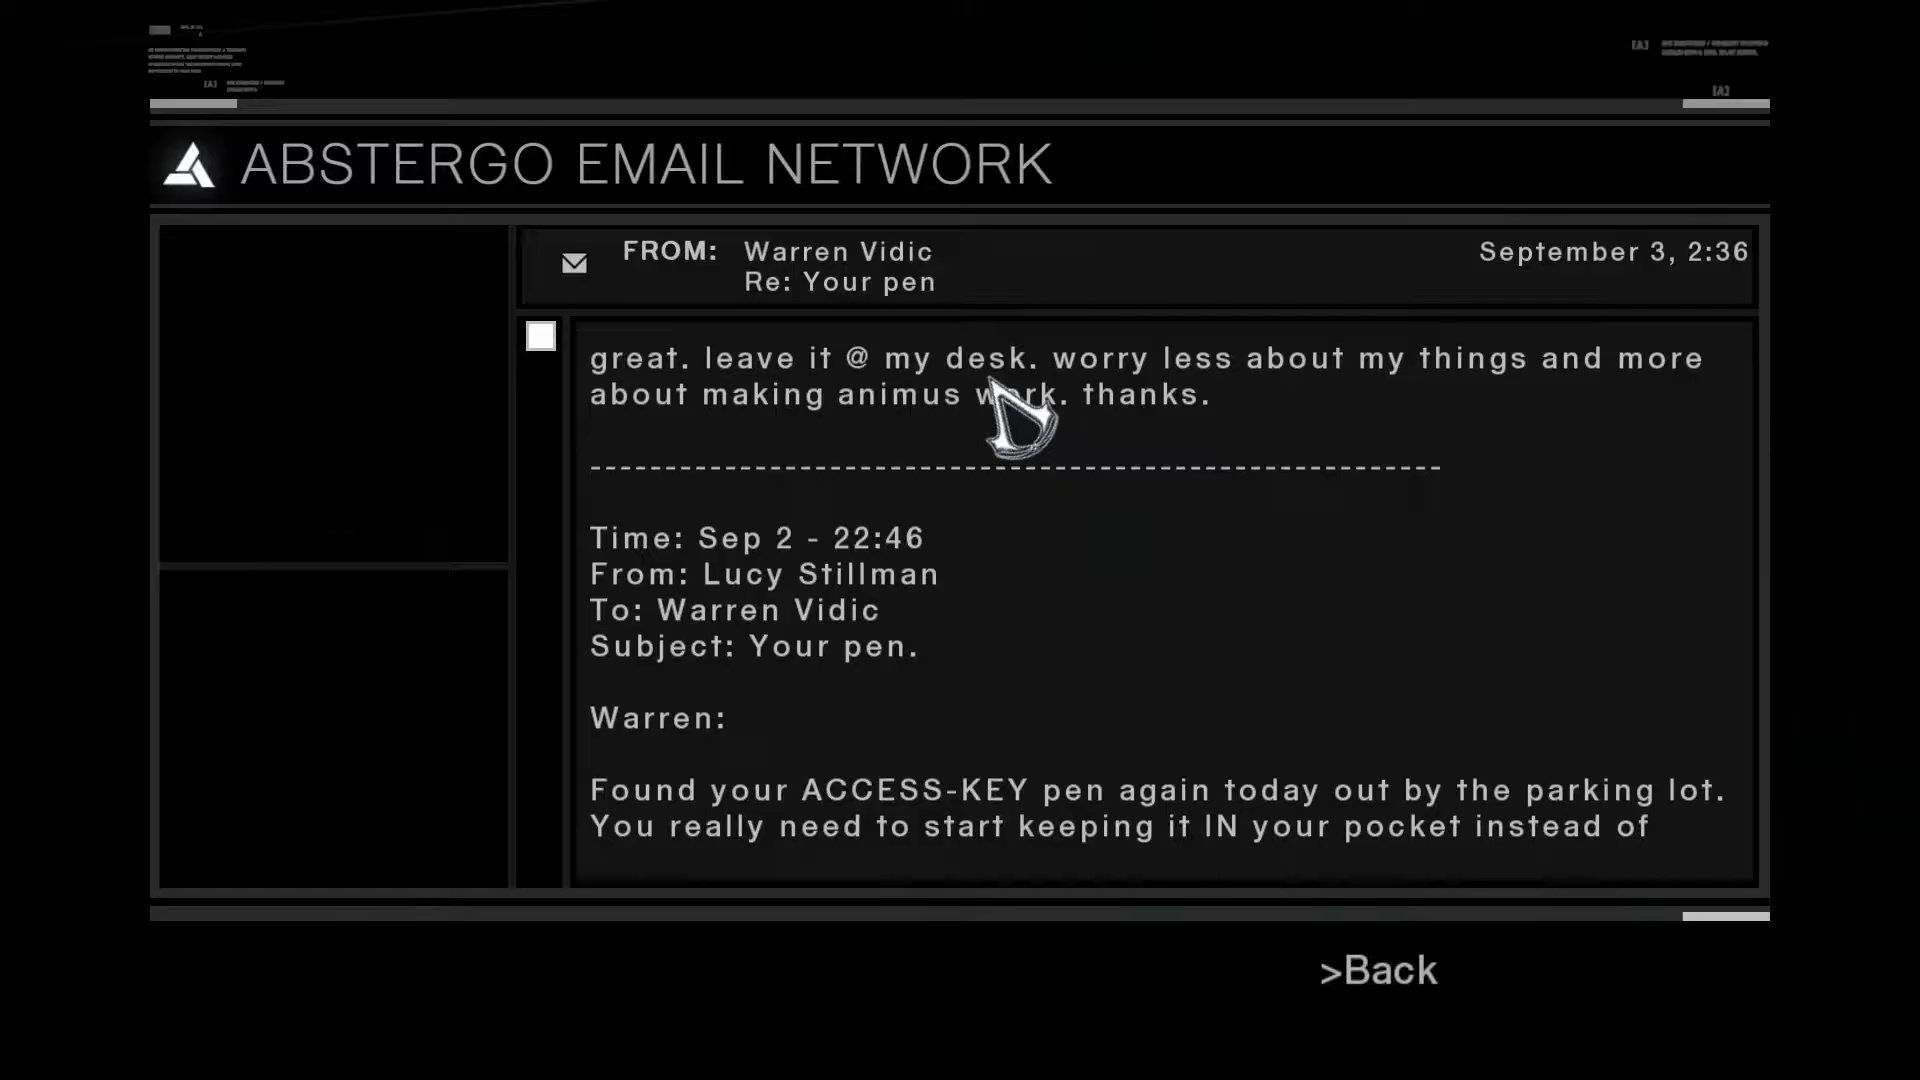 [A]
[A]
[A]
ABSTERGO EMAIL NETWORK
FROM: Warren Vidic
September 3, 2:36
Re: Your pen
great. leave it @ my desk. worry less about my things and more
about making animus work. thanks.
---------------------------------------------------------------------
Time: Sep 2 - 22:46
From: Lucy Stillman
To: Warren Vidic
Subject: Your pen.
Warren:
Found your ACCESS-KEY pen again today out by the parking lot.
You really need to start keeping it IN your pocket instead of
>Back